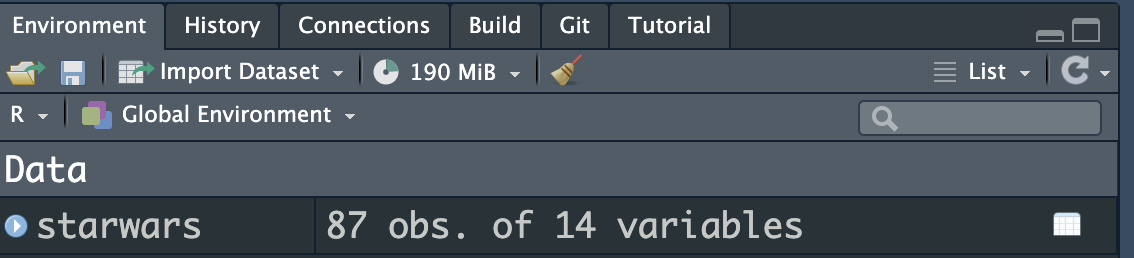 Environment History Connections Build Git Tutorial
Import Dataset 190 MiB List
R Global Environment
Data
starwars 87 obs. of 14 variables